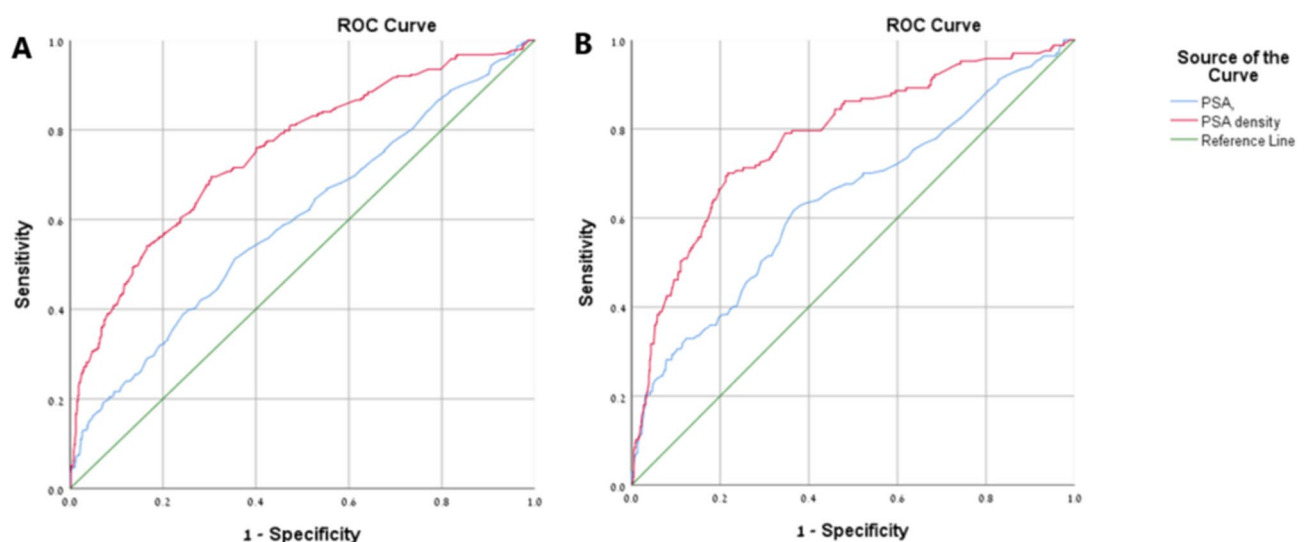 A
ROC Curve
1.0
0.8
0.6
0.4
0.2
0.0
0.0 0.2 0.4 0.6 0.8 1.0
Sensitivity
1 - Specificity
B
ROC Curve
1.0
0.8
0.6
0.4
0.2
0.0
0.0 0.2 0.4 0.6 0.8 1.0
Sensitivity
1 - Specificity
Source of the
Curve
PSA,
PSA density
Reference Line